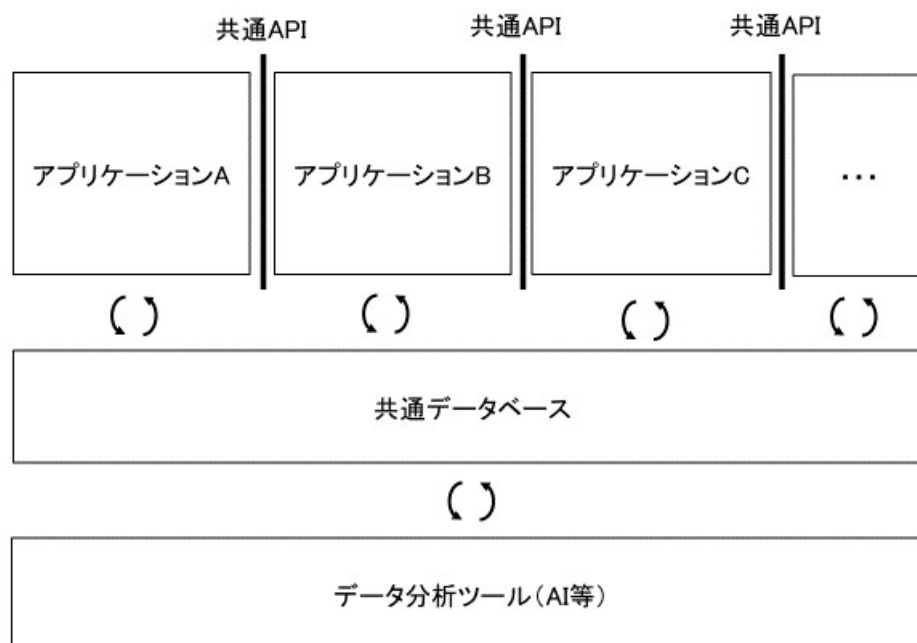 共通API
共通API
共通API
アプリケーションA
アプリケーションB
アプリケーションC
・・・
共通データベース
データ分析ツール(AI等)